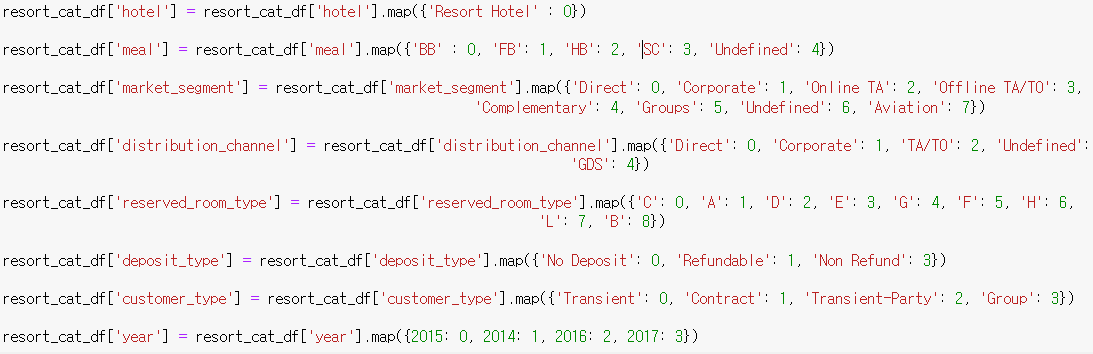 resort_cat_df['hotel'] = resort_cat_df['hotel'].map({'Resort Hotel' : 0})
resort_cat_df['meal'] = resort_cat_df['meal'].map({'BB' : 0, 'FB': 1, 'HB': 2, 'SC': 3, 'Undefined': 4})
resort_cat_df['market_segment'] = resort_cat_df['market_segment'].map({'Direct': 0, 'Corporate': 1, 'Online TA': 2, 'Offline TA/TO': 3,
'Complementary': 4, 'Groups': 5, 'Undefined': 6, 'Aviation': 7})
resort_cat_df['distribution_channel'] = resort_cat_df['distribution_channel'].map({'Direct': 0, 'Corporate': 1, 'TA/TO': 2, 'Undefined':
'GDS': 4})
resort_cat_df['reserved_room_type'] = resort_cat_df['reserved_room_type'].map({'C': 0, 'A': 1, 'D': 2, 'E': 3, 'G': 4, 'F': 5, 'H': 6,
'L': 7, 'B': 8})
resort_cat_df['deposit_type'] = resort_cat_df['deposit_type'].map({'No Deposit': 0, 'Refundable': 1, 'Non Refund': 3})
resort_cat_df['customer_type'] = resort_cat_df['customer_type'].map({'Transient': 0, 'Contract': 1, 'Transient-Party': 2, 'Group': 3})
resort_cat_df['year'] = resort_cat_df['year'].map({2015: 0, 2014: 1, 2016: 2, 2017: 3})